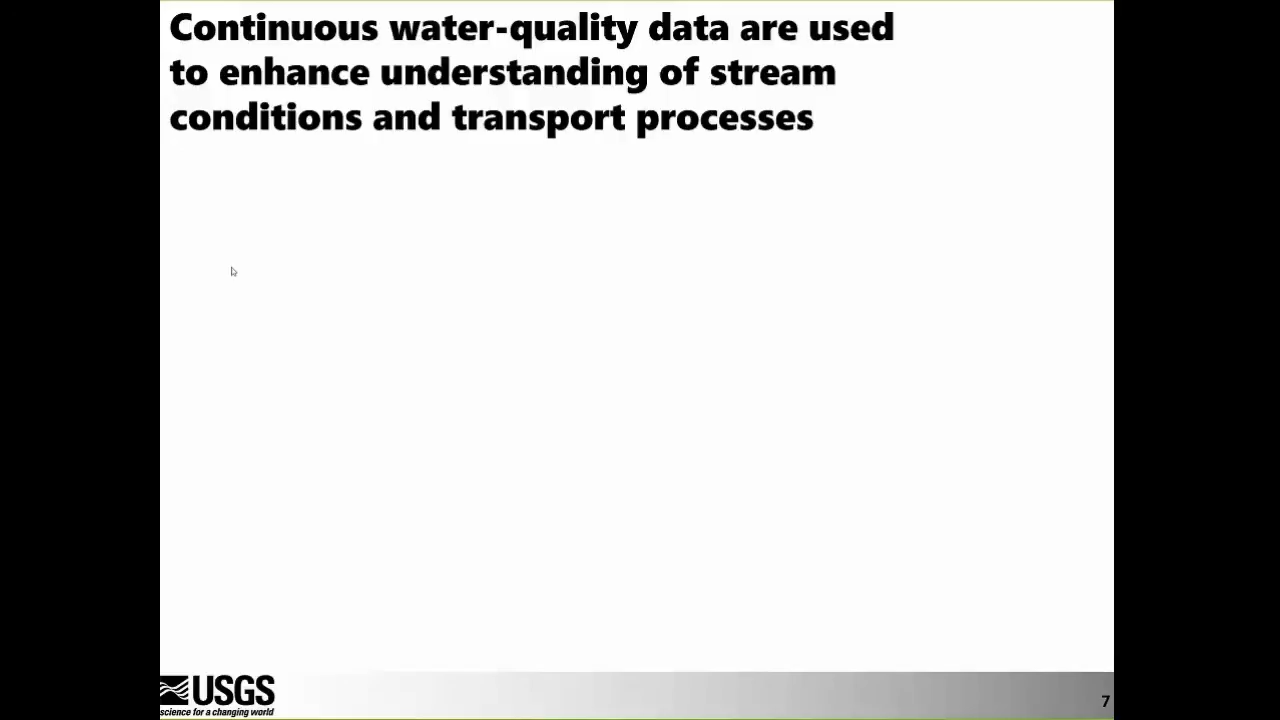 Continuous water-quality data are used
to enhance understanding of stream
conditions and transport processes
USGS
science for a changing world
7